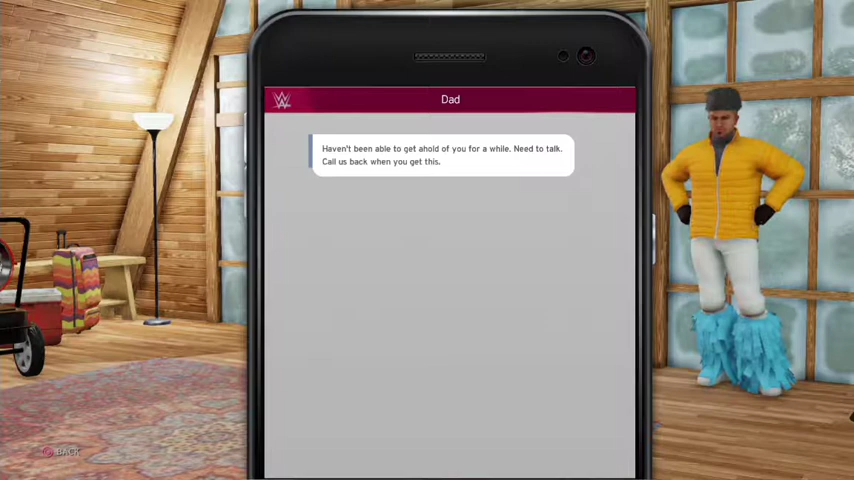 Dad
Haven't been able to get ahold of you for a while. Need to talk.
Call us back when you get this.
BACK